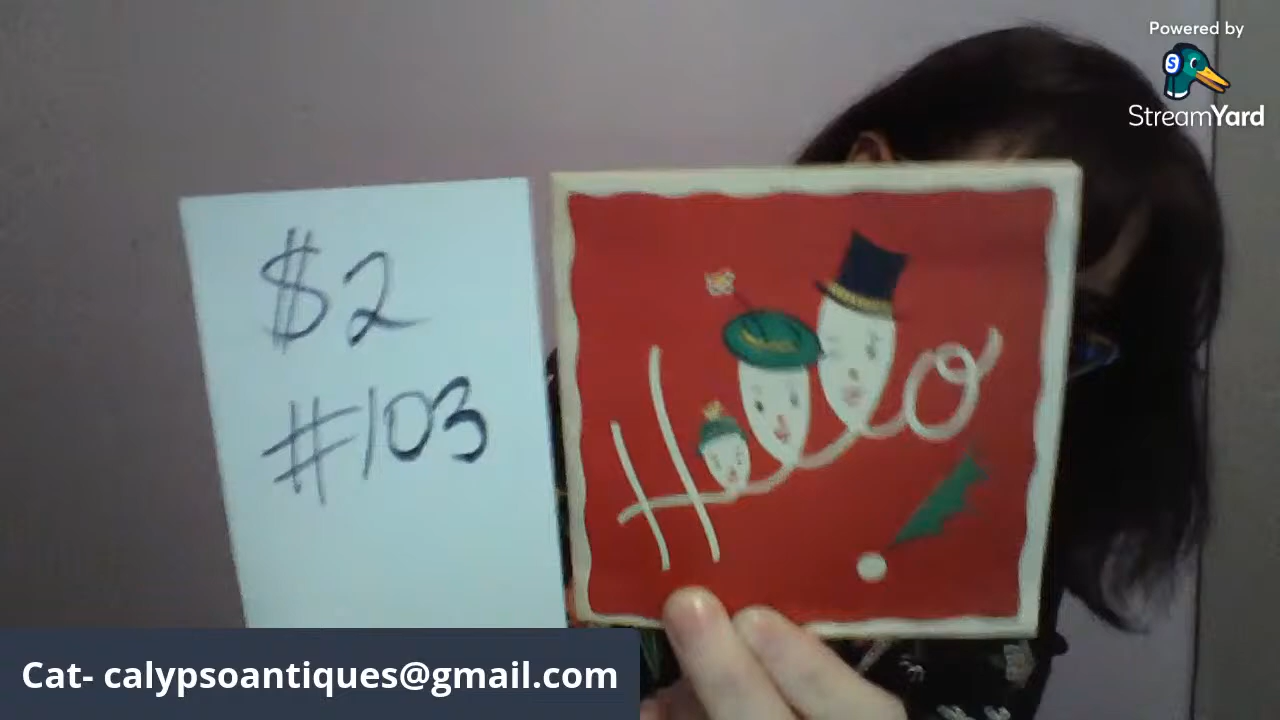 Powered by
StreamYard
$2
#103
Hello
Cat- calypsoantiques@gmail.com